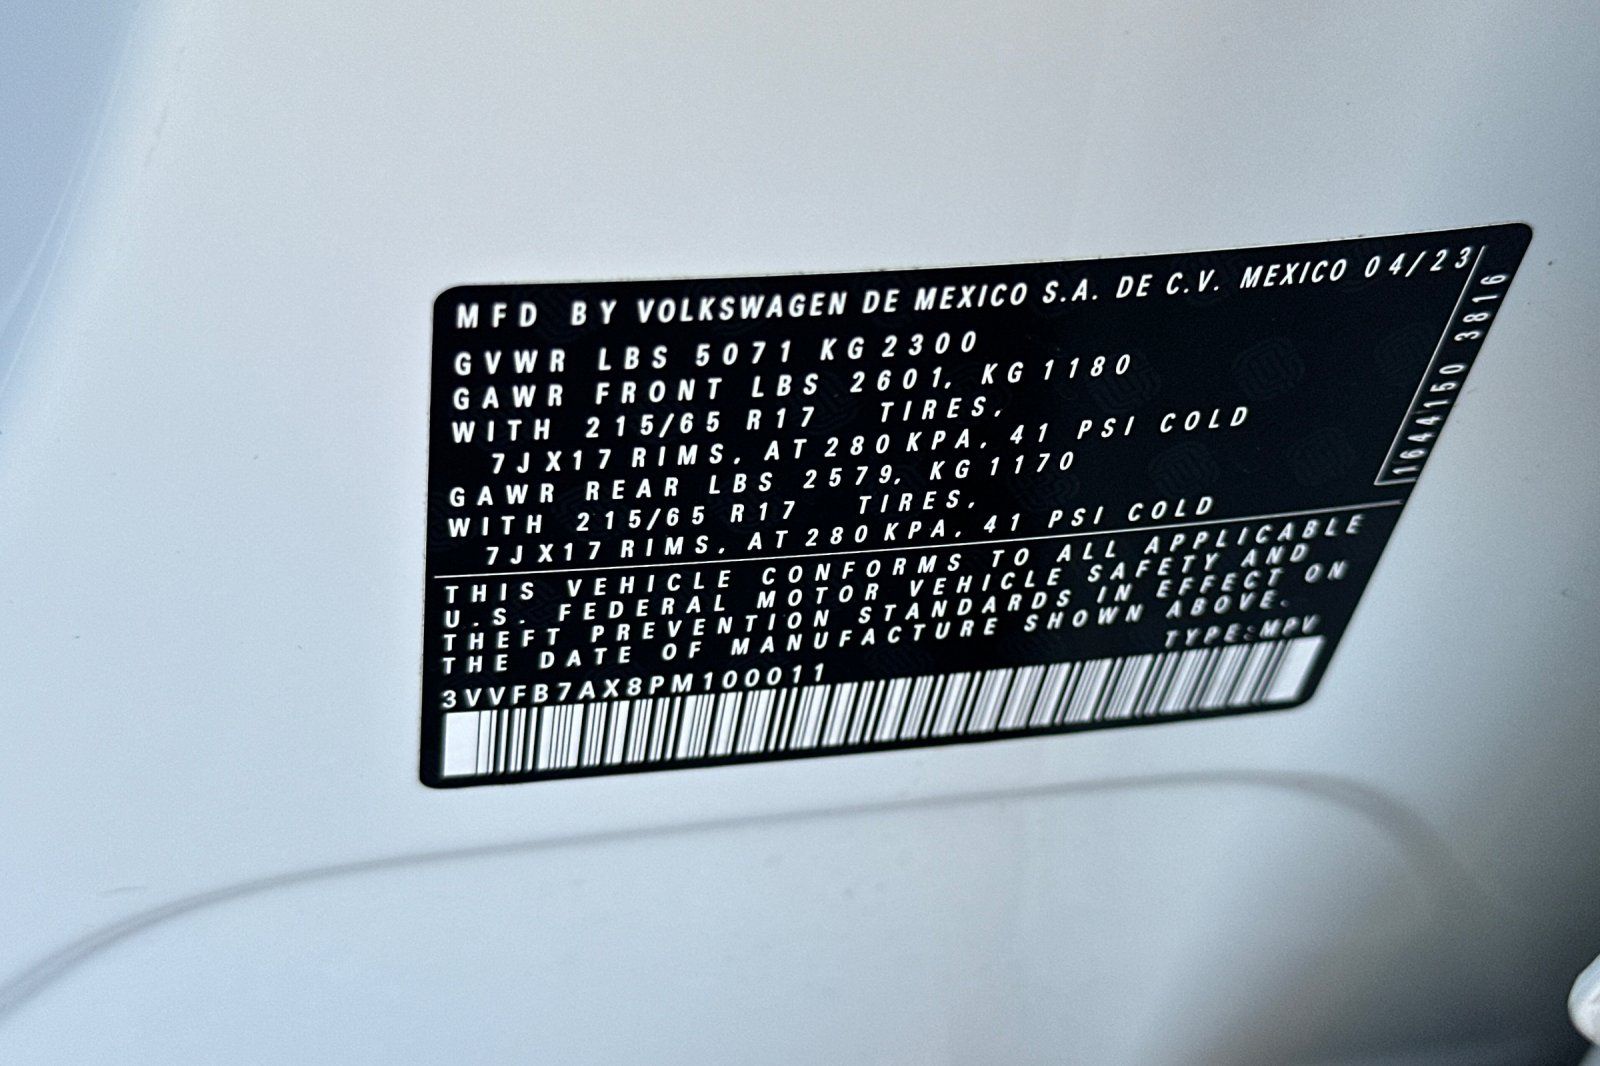 MFD BY VOLKSWAGEN DE MEXICO S.A. DE C.V. MEXICO 04/23
GVWR LBS 5071 KG 2300
GAWR FRONT LBS 2601, KG 1180
WITH 215/65 R17 TIRES,
7JX17 RIMS, AT 280 KPA, 41 PSI COLD
GAWR REAR LBS 2579, KG 1170
WITH 215/65 R17 TIRES,
7JX17 RIMS, AT 280 KPA, 41 PSI COLD
1644150 3816
THIS VEHICLE CONFORMS TO ALL APPLICABLE
U.S. FEDERAL MOTOR VEHICLE SAFETY AND
THEFT PREVENTION STANDARDS IN EFFECT ON
THE DATE OF MANUFACTURE SHOWN ABOVE.
TYPE:MPV
3VVFB7AX8PM100011